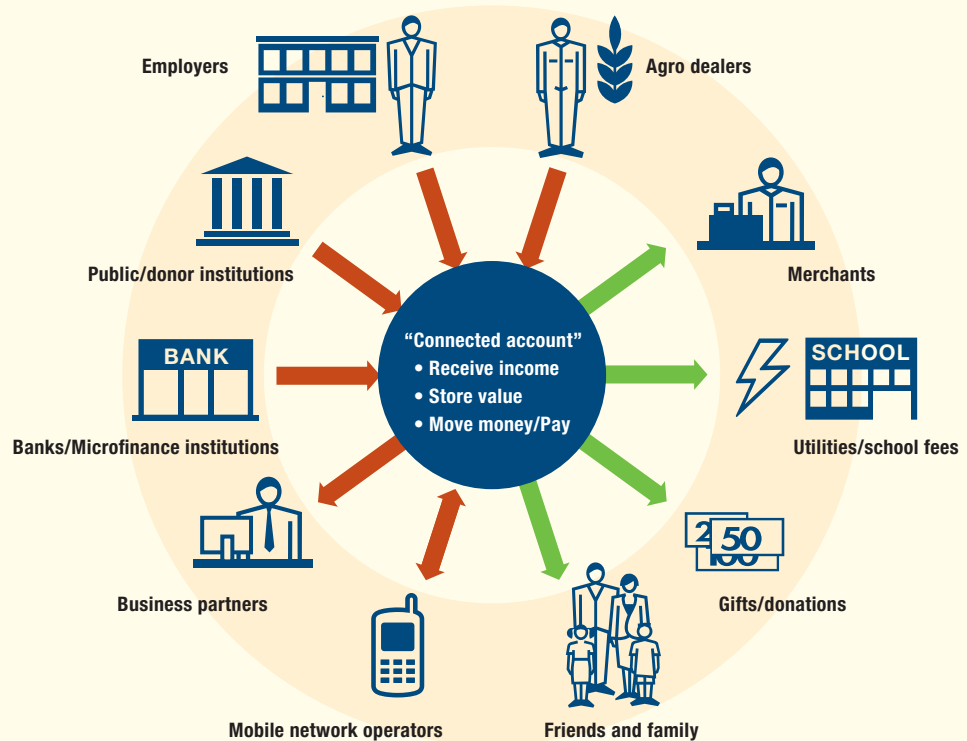 Employers
Agro dealers
Public/donor institutions
Merchants
“Connected account”
• Receive income
• Store value
• Move money/Pay
BANK
SCHOOL
Banks/Microfinance institutions
Utilities/school fees
50
100
Business partners
Gifts/donations
Mobile network operators
Friends and family